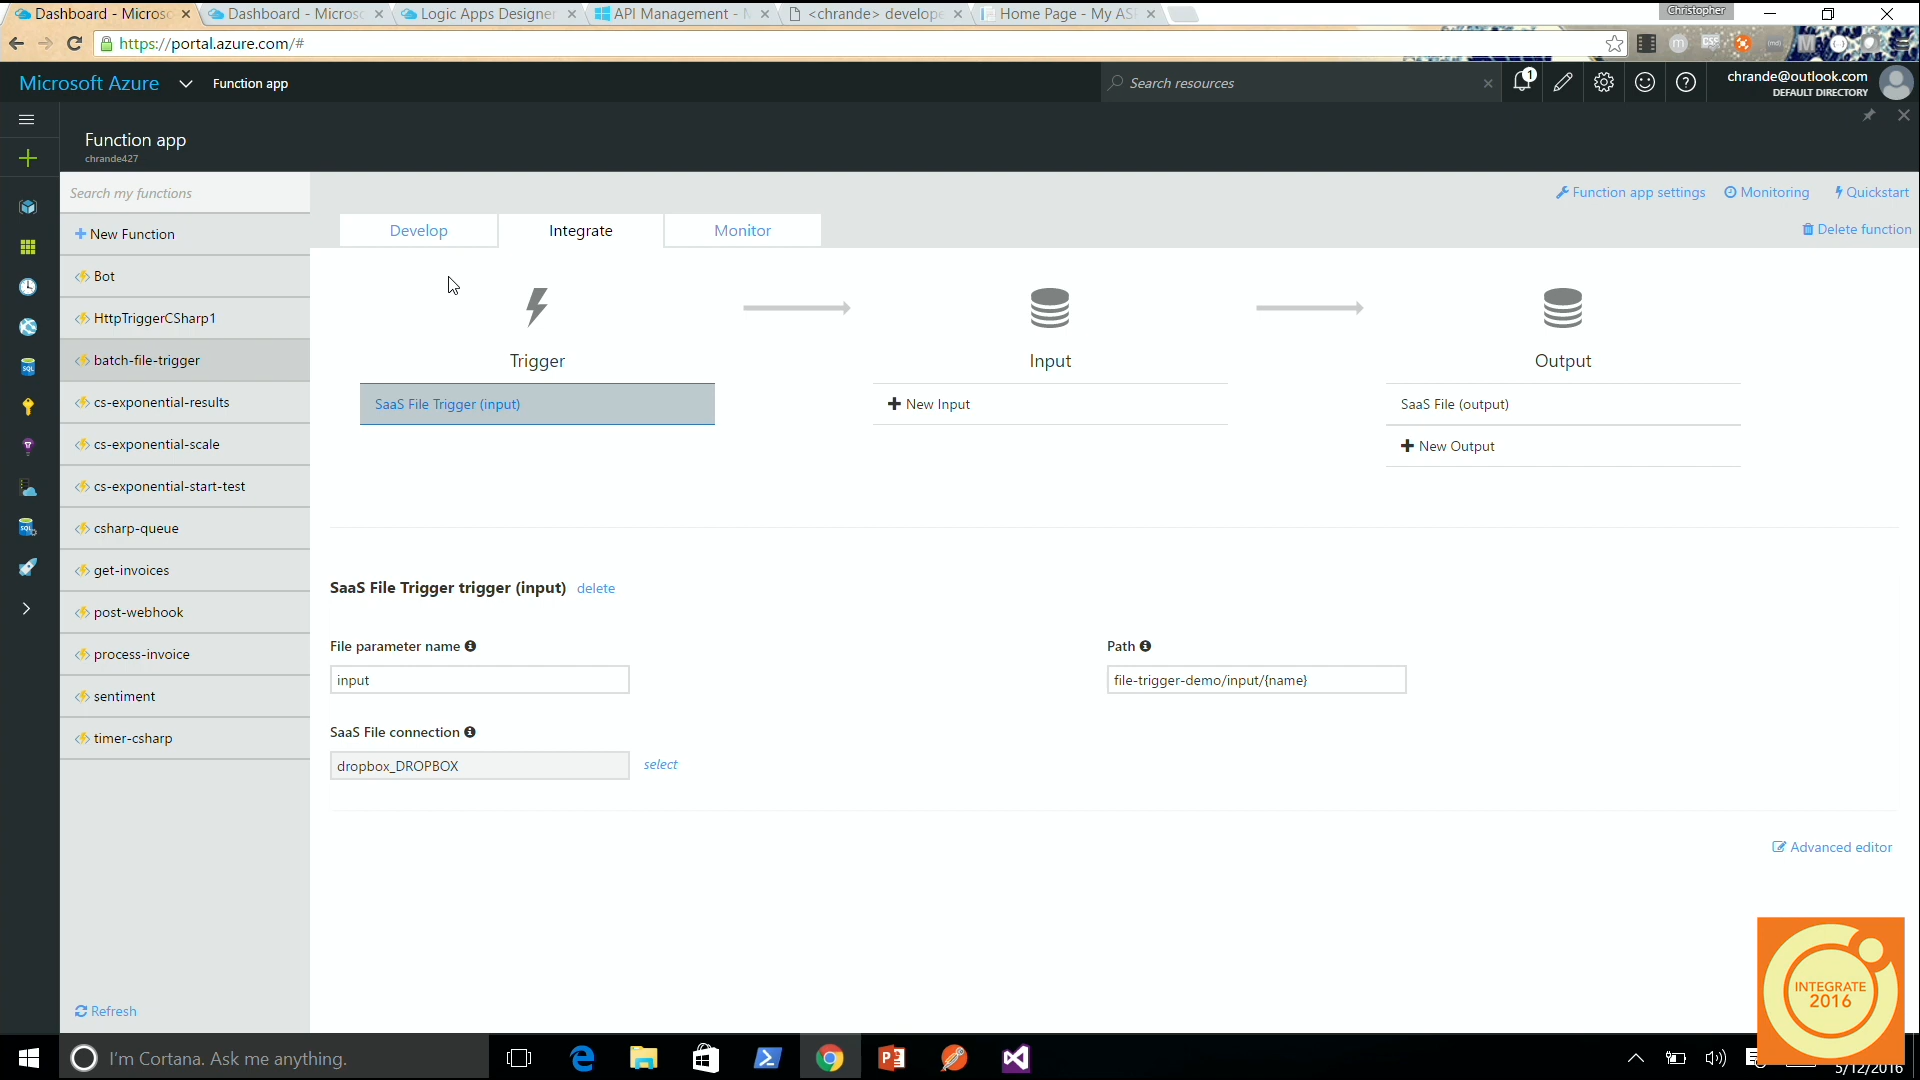 Dashboard - Micros
Dashboard - Microso
Logic Apps Designer
API Management -
<chrande> develope
Home Page - My AS
Christopher
https://portal.azure.com/#
Microsoft Azure
Function app
Search resources
1
chrande@outlook.com
DEFAULT DIRECTORY
Function app
chrande427
Search my functions
Function app settings
Monitoring
Quickstart
New Function
Develop
Integrate
Monitor
Delete function
Bot
HttpTriggerCSharp1
batch-file-trigger
cs-exponential-results
cs-exponential-scale
cs-exponential-start-test
csharp-queue
get-invoices
post-webhook
process-invoice
sentiment
timer-csharp
Refresh
Trigger
Input
Output
SaaS File Trigger (input)
New Input
SaaS File (output)
New Output
SaaS File Trigger trigger (input) delete
File parameter name
input
Path
file-trigger-demo/input/{name}
SaaS File connection
dropbox_DROPBOX
select
Advanced editor
INTEGRATE
2016
I'm Cortana. Ask me anything.
5/12/2016